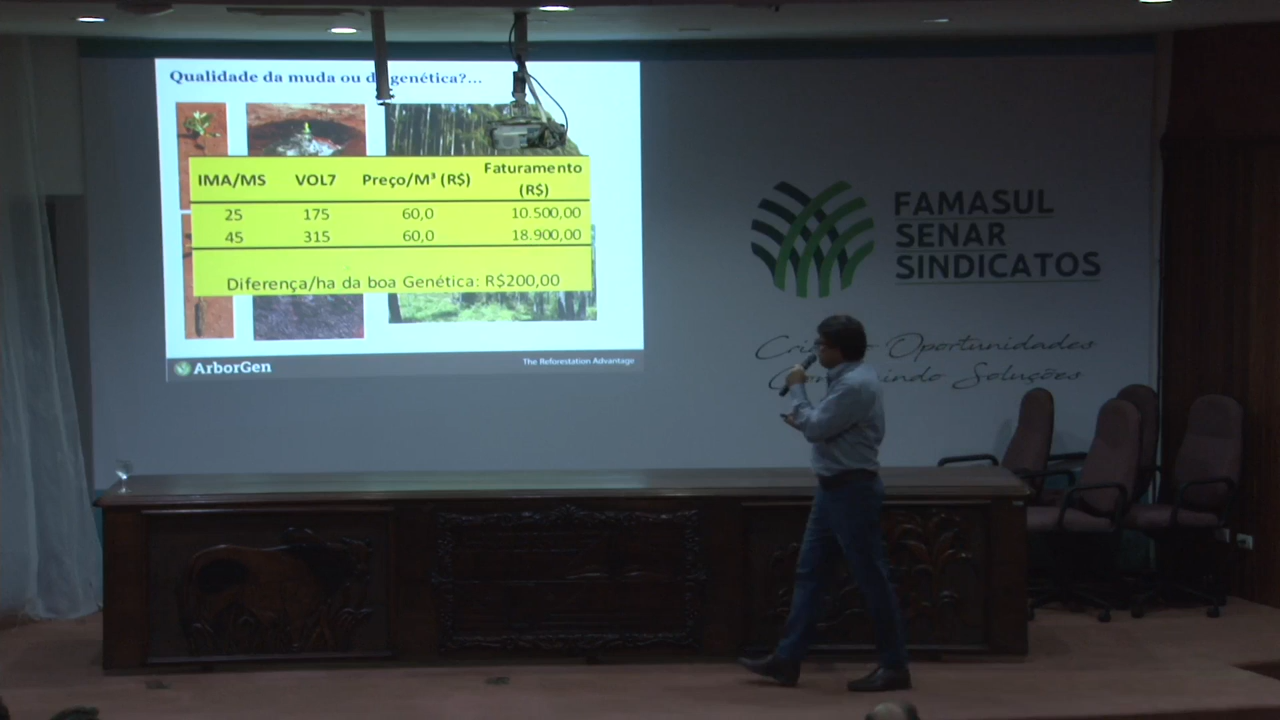 Qualidade da muda ou da genética?...
IMA/MS VOL7 Preço/M³ (R$) Faturamento (R$)
25 175 60,0 10.500,00
45 315 60,0 18.900,00
Diferença/ha da boa Genética: R$200,00
ArborGen
The Reforestation Advantage
FAMASUL
SENAR
SINDICATOS
Oportunidades
Soluções